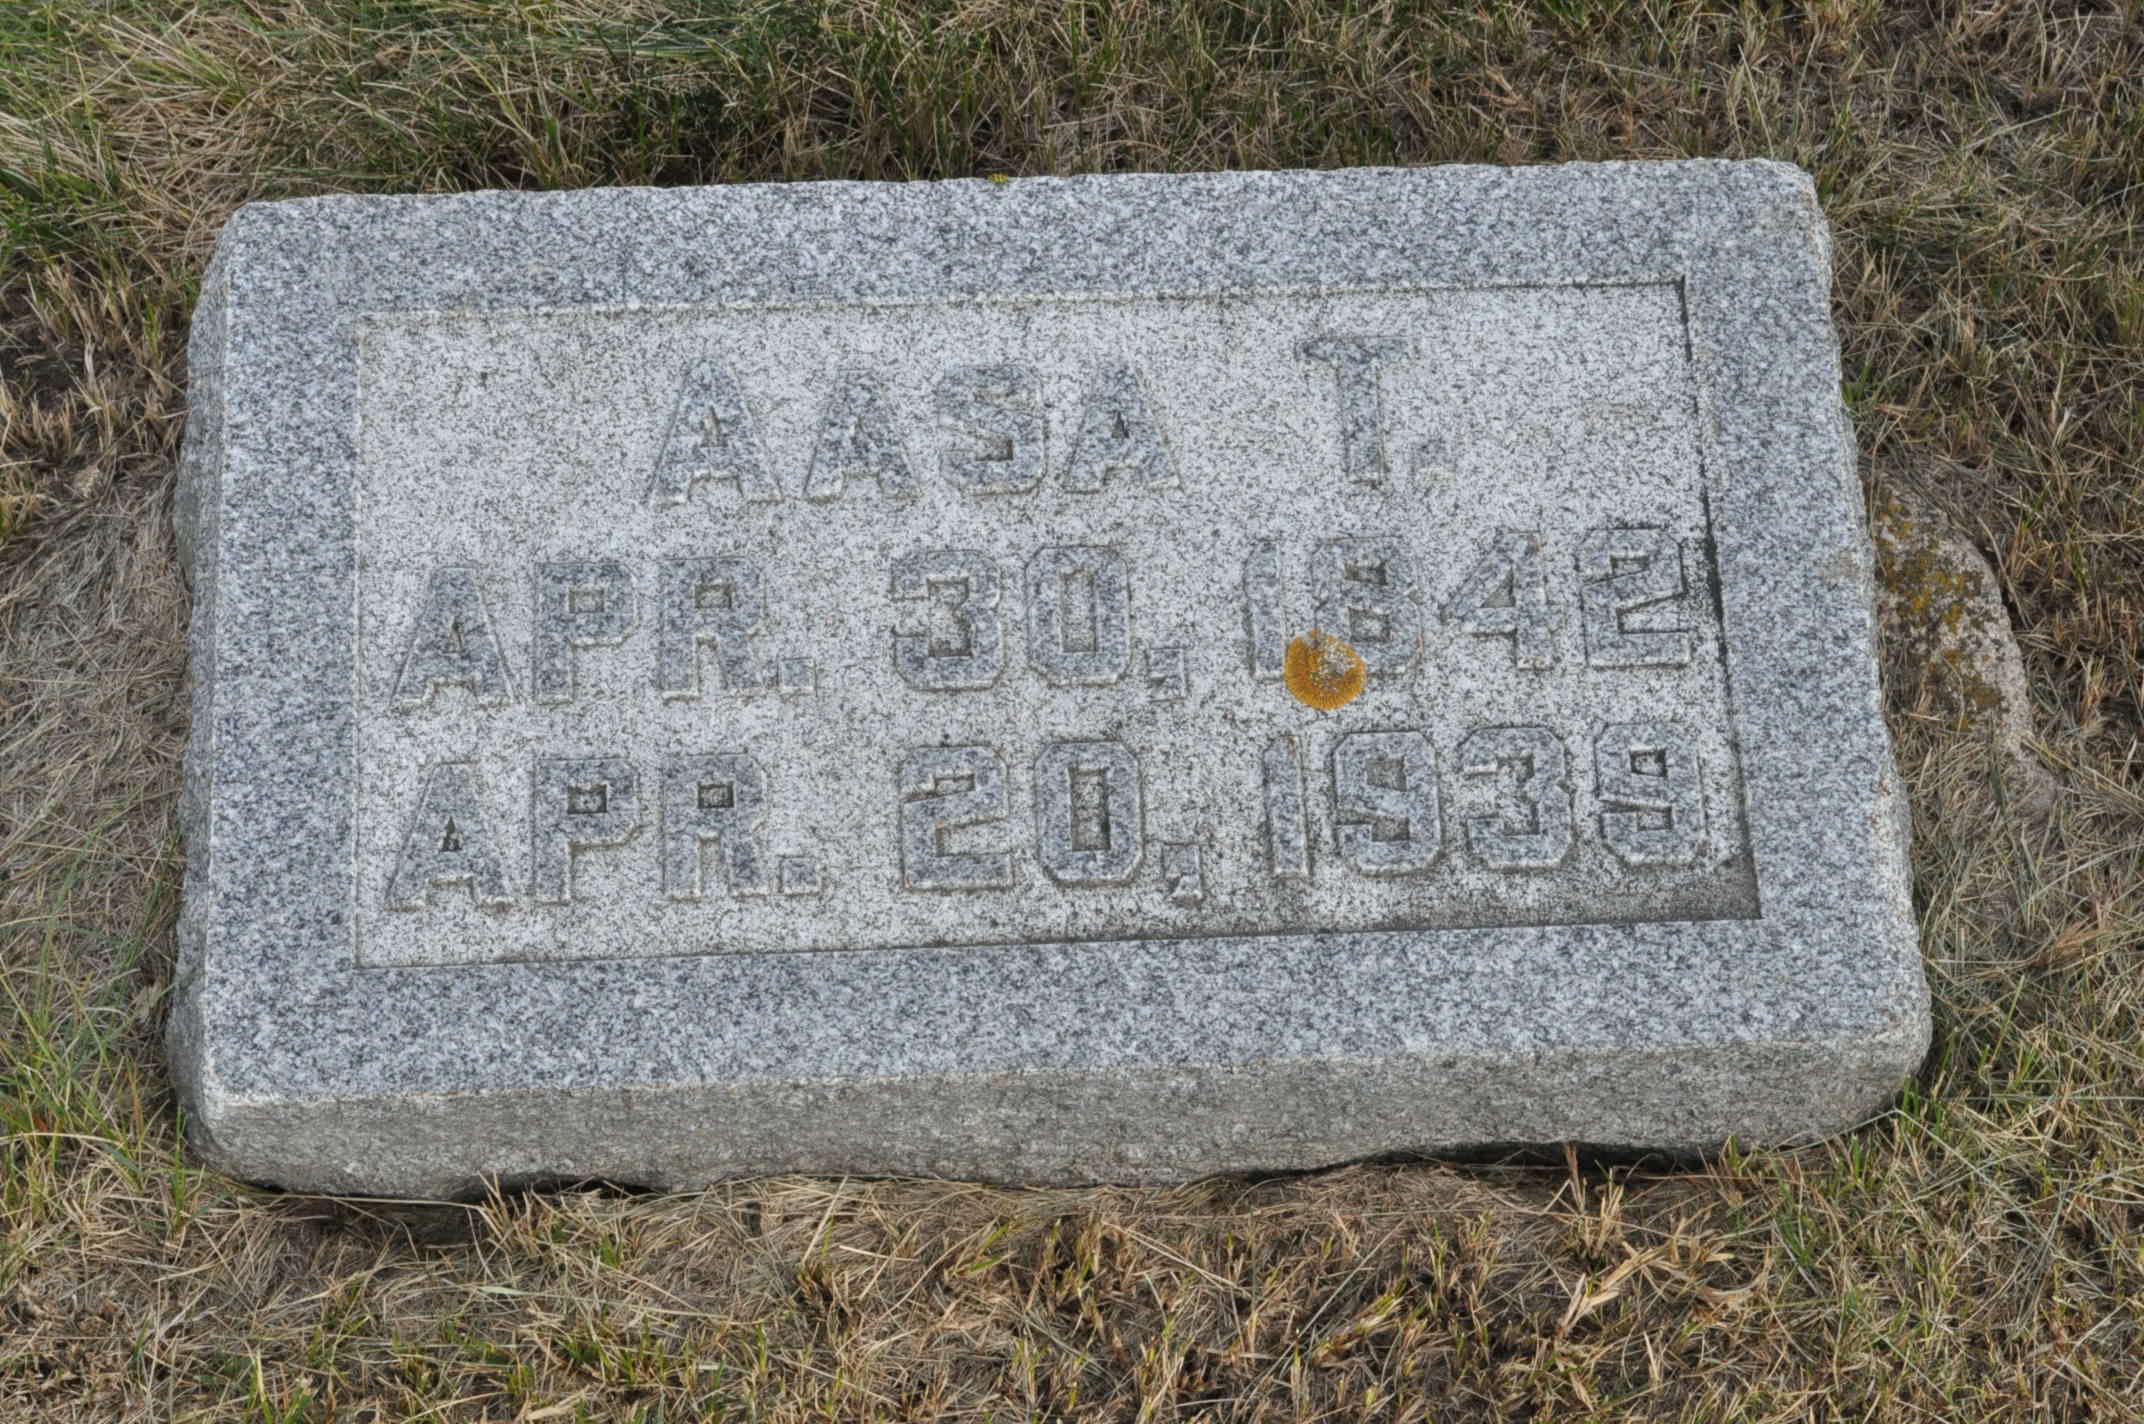 AASA T.
APR. 30, 1842
APR. 20, 1939